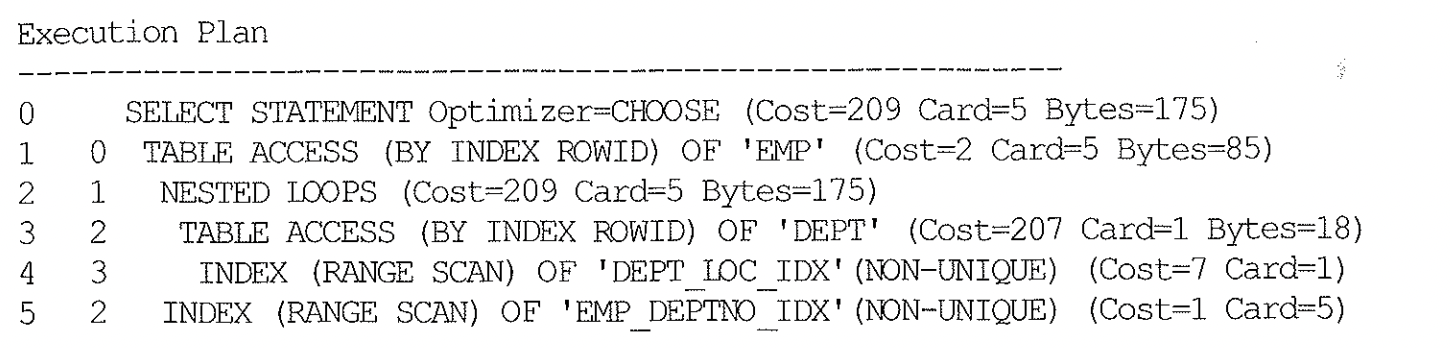 Execution Plan
----------------------------------------------------------
0 SELECT STATEMENT Optimizer=CHOOSE (Cost=209 Card=5 Bytes=175)
1 0 TABLE ACCESS (BY INDEX ROWID) OF 'EMP' (Cost=2 Card=5 Bytes=85)
2 1 NESTED LOOPS (Cost=209 Card=5 Bytes=175)
3 2 TABLE ACCESS (BY INDEX ROWID) OF 'DEPT' (Cost=207 Card=1 Bytes=18)
4 3 INDEX (RANGE SCAN) OF 'DEPT_LOC_IDX'(NON-UNIQUE) (Cost=7 Card=1)
5 2 INDEX (RANGE SCAN) OF 'EMP_DEPTNO_IDX'(NON-UNIQUE) (Cost=1 Card=5)